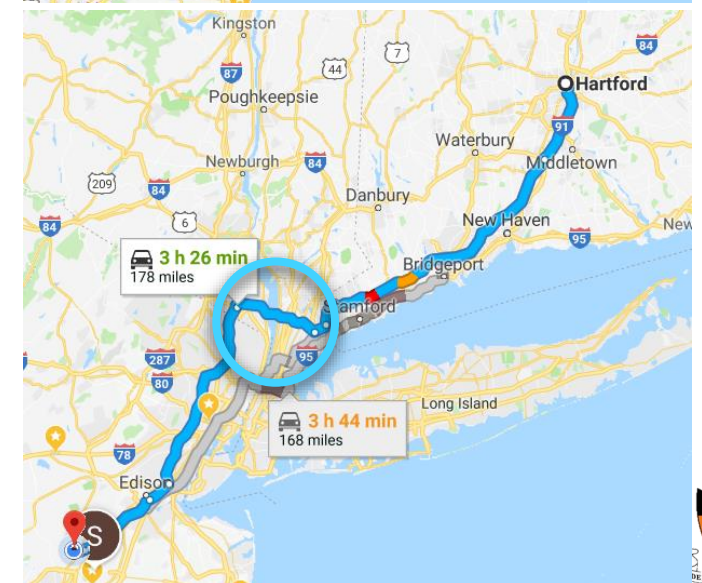 Kingston
84
87
44
7
Hartford
Poughkeepsie
91
Waterbury
Middletown
Newburgh
84
209
84
Danbury
6
84
New Haven
New
95
3 h 26 min
178 miles
Bridgeport
Stamford
287
95
80
3 h 44 min
168 miles
Long Island
78
Edison
S
DE